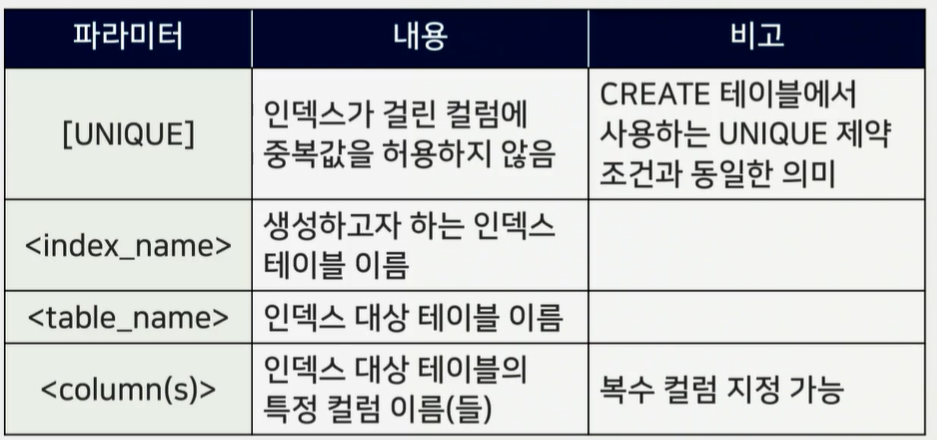 파라미터 내용 비고
[UNIQUE]
인덱스가 걸린 컬럼에
중복값을 허용하지 않음
CREATE 테이블에서
사용하는 UNIQUE 제약
조건과 동일한 의미
<index_name>
생성하고자 하는 인덱스
테이블 이름
<table_name>
인덱스 대상 테이블 이름
<column(s)>
인덱스 대상 테이블의
특정 컬럼 이름(들)
복수 컬럼 지정 가능